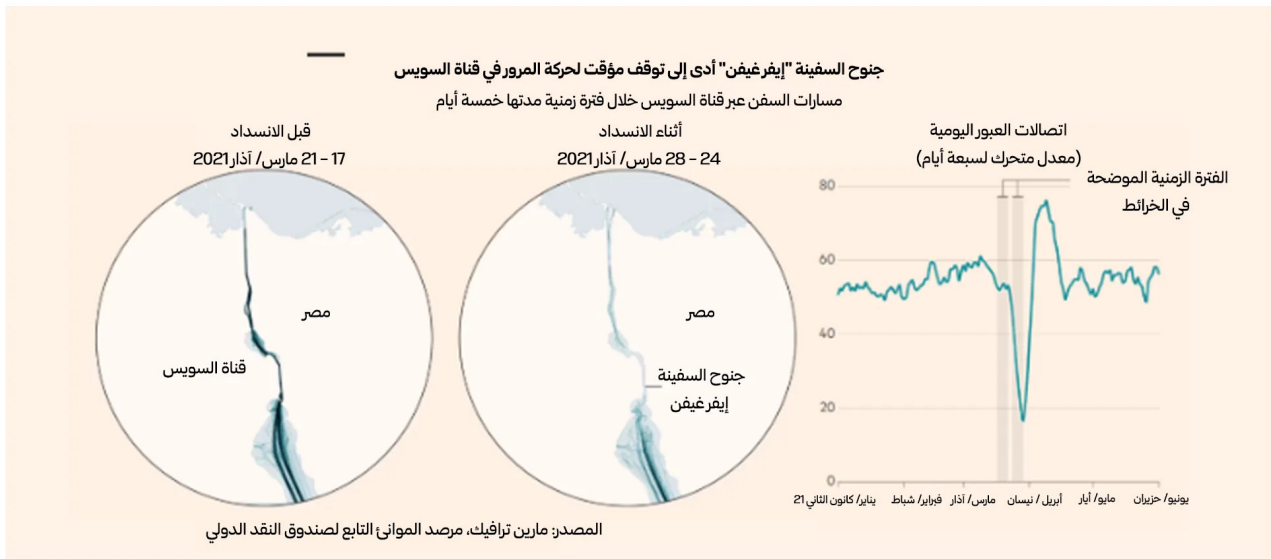 جنوح السفينة "إيفر غيفن" أدى إلى توقف مؤقت لحركة المرور في قناة السويس
مسارات السفن عبر قناة السويس خلال فترة زمنية مدتها خمسة أيام
اتصالات العبور اليومية
(معدل متحرك لسبعة أيام)
الفترة الزمنية الموضحة
في الخرائط
80
60
40
20
0
يناير/ كانون الثاني 21
فبراير/ شباط
مارس/ آذار
أبريل / نيسان
مايو/ أيار
يونيو/ حزيران
أثناء الانسداد
24 – 28 مارس/ آذار 2021
مصر
جنوح السفينة
إيفر غيفن
قبل الانسداد
17 – 21 مارس/ آذار 2021
مصر
قناة السويس
المصدر: مارين ترافيك، مرصد الموانئ التابع لصندوق النقد الدولي